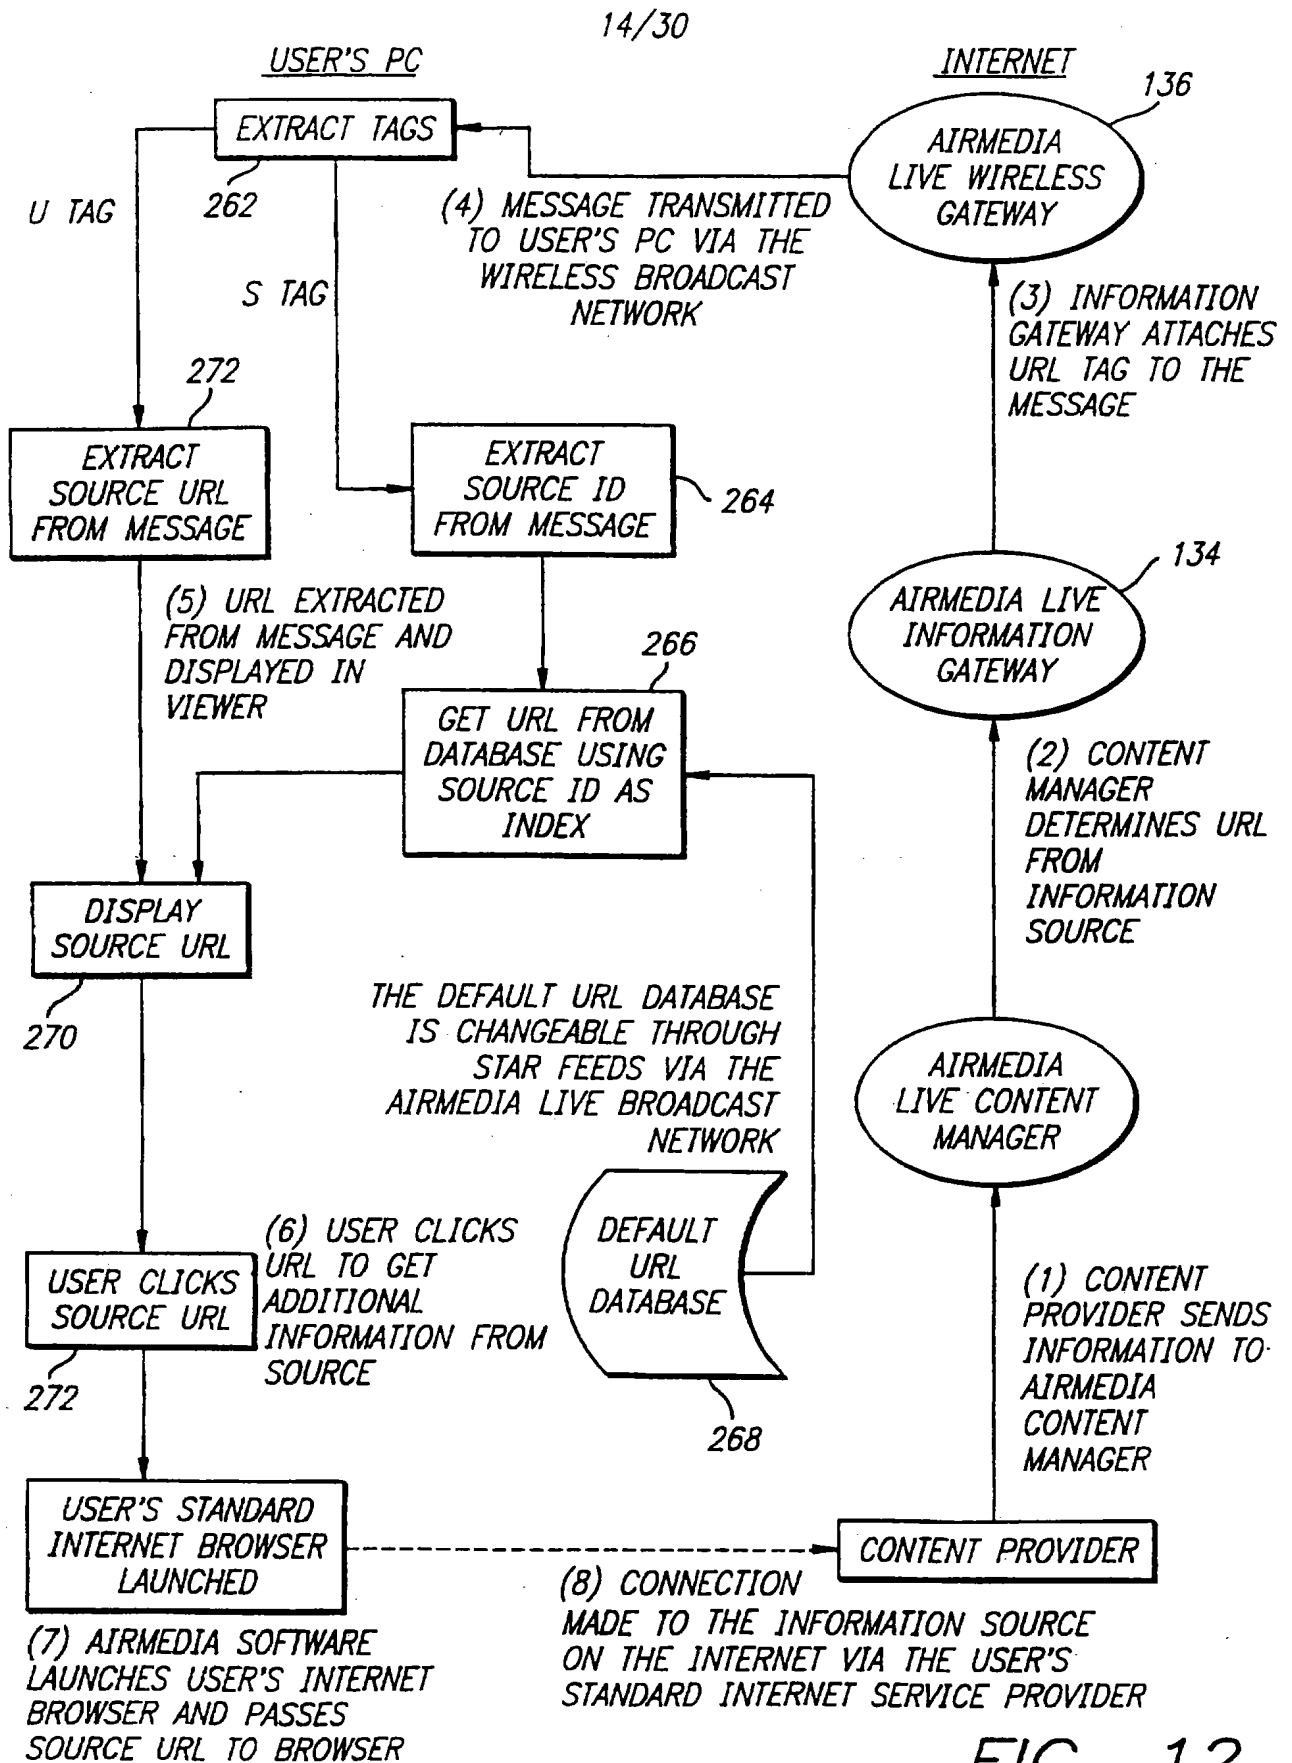 14/30
USER'S PC
INTERNET
136
EXTRACT TAGS
262
U TAG
S TAG
(4) MESSAGE TRANSMITTED
TO USER'S PC VIA THE
WIRELESS BROADCAST
NETWORK
AIRMEDIA
LIVE WIRELESS
GATEWAY
(3) INFORMATION
GATEWAY ATTACHES
URL TAG TO THE
MESSAGE
272
EXTRACT
SOURCE URL
FROM MESSAGE
EXTRACT
SOURCE ID
FROM MESSAGE
264
134
AIRMEDIA LIVE
INFORMATION
GATEWAY
(5) URL EXTRACTED
FROM MESSAGE AND
DISPLAYED IN
VIEWER
266
GET URL FROM
DATABASE USING
SOURCE ID AS
INDEX
(2) CONTENT
MANAGER
DETERMINES URL
FROM
INFORMATION
SOURCE
DISPLAY
SOURCE URL
270
THE DEFAULT URL DATABASE
IS CHANGEABLE THROUGH
STAR FEEDS VIA THE
AIRMEDIA LIVE BROADCAST
NETWORK
AIRMEDIA
LIVE CONTENT
MANAGER
DEFAULT
URL
DATABASE
268
(6) USER CLICKS
URL TO GET
ADDITIONAL
INFORMATION FROM
SOURCE
USER CLICKS
SOURCE URL
272
(1) CONTENT
PROVIDER SENDS
INFORMATION TO
AIRMEDIA
CONTENT
MANAGER
USER'S STANDARD
INTERNET BROWSER
LAUNCHED
CONTENT PROVIDER
(8) CONNECTION
MADE TO THE INFORMATION SOURCE
ON THE INTERNET VIA THE USER'S
STANDARD INTERNET SERVICE PROVIDER
(7) AIRMEDIA SOFTWARE
LAUNCHES USER'S INTERNET
BROWSER AND PASSES
SOURCE URL TO BROWSER
FIG. 12